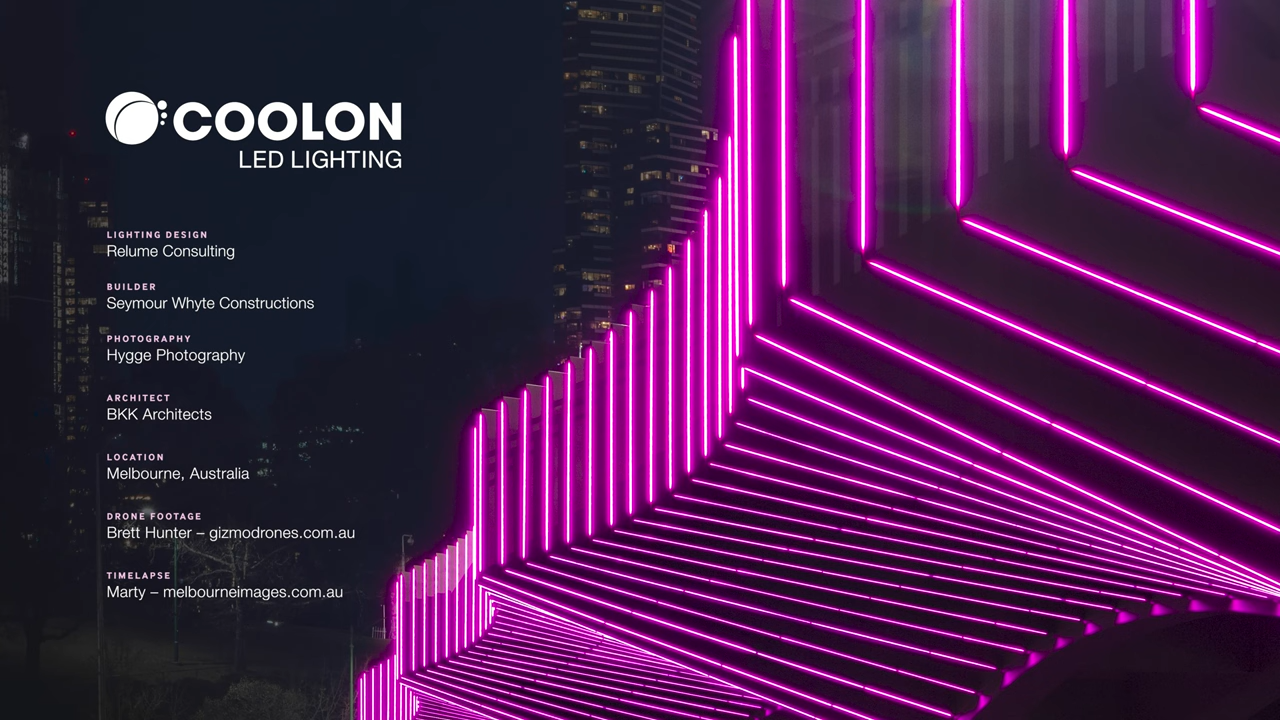 COOLON
LED LIGHTING
LIGHTING DESIGN
Relume Consulting
BUILDER
Seymour Whyte Constructions
PHOTOGRAPHY
Hygge Photography
ARCHITECT
BKK Architects
LOCATION
Melbourne, Australia
DRONE FOOTAGE
Brett Hunter – gizmodrones.com.au
TIMELAPSE
Marty – melbourneimages.com.au